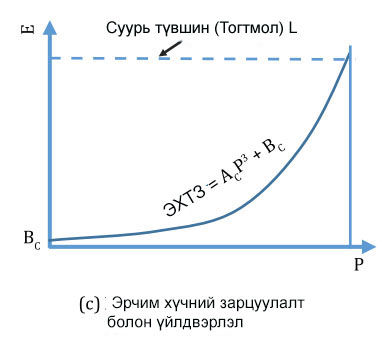 E
Суурь түвшин (Тогтмол) L
ЭХТЗ = A_C P³ + B_C
B_C
P
(c) Эрчим хүчний зарцуулалт
болон үйлдвэрлэл